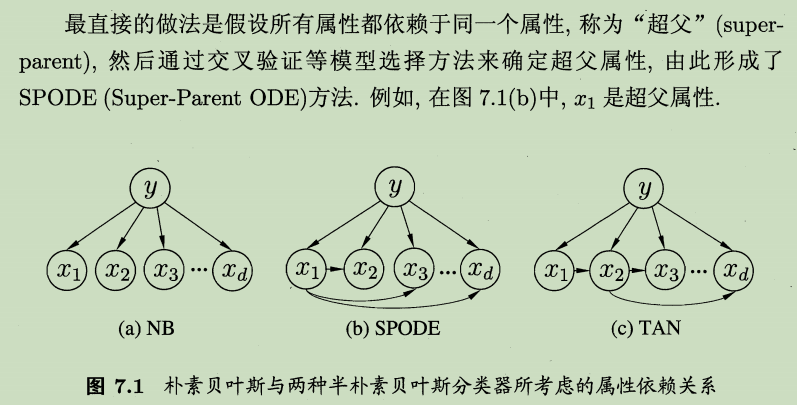 最直接的做法是假设所有属性都依赖于同一个属性, 称为“超父”(super-
parent), 然后通过交叉验证等模型选择方法来确定超父属性, 由此形成了
SPODE (Super-Parent ODE)方法. 例如, 在图 7.1(b)中, x1 是超父属性.
y y y
x1 x2 x3 ··· xd x1 x2 x3 ··· xd x1 x2 x3 ··· xd
(a) NB (b) SPODE (c) TAN
图 7.1 朴素贝叶斯与两种半朴素贝叶斯分类器所考虑的属性依赖关系